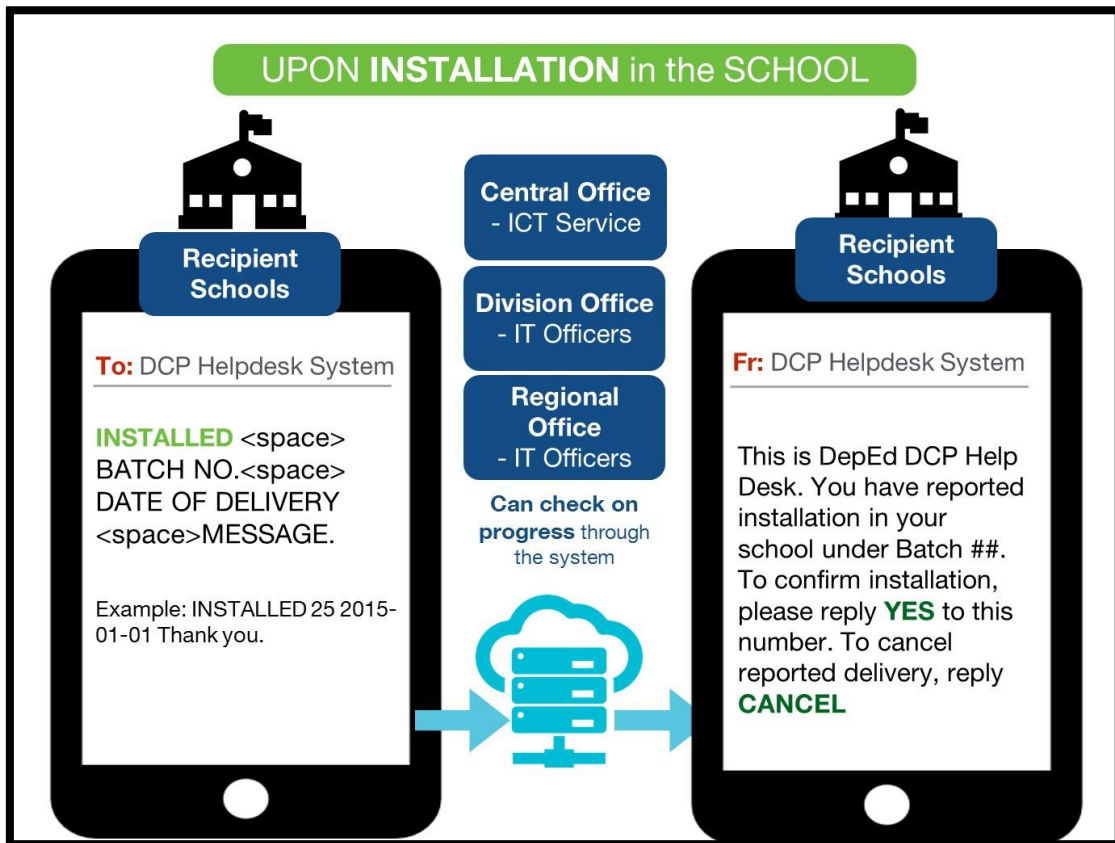 UPON INSTALLATION in the SCHOOL
Recipient
Schools
To: DCP Helpdesk System
INSTALLED <space>
BATCH NO.<space>
DATE OF DELIVERY
<space>MESSAGE.
Example: INSTALLED 25 2015-
01-01 Thank you.
Central Office
- ICT Service
Division Office
- IT Officers
Regional
Office
- IT Officers
Can check on
progress through
the system
Recipient
Schools
Fr: DCP Helpdesk System
This is DepEd DCP Help
Desk. You have reported
installation in your
school under Batch ##.
To confirm installation,
please reply YES to this
number. To cancel
reported delivery, reply
CANCEL